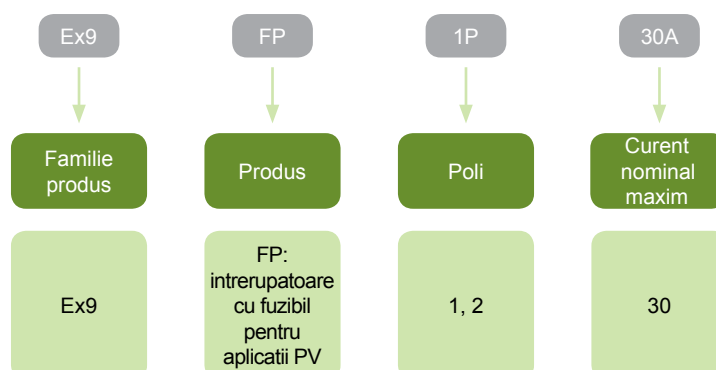 Ex9
FP
1P
30A
Familie
produs
Produs
Poli
Curent
nominal
maxim
Ex9
FP:
intrerupatoare
cu fuzibil
pentru
aplicatii PV
1, 2
30